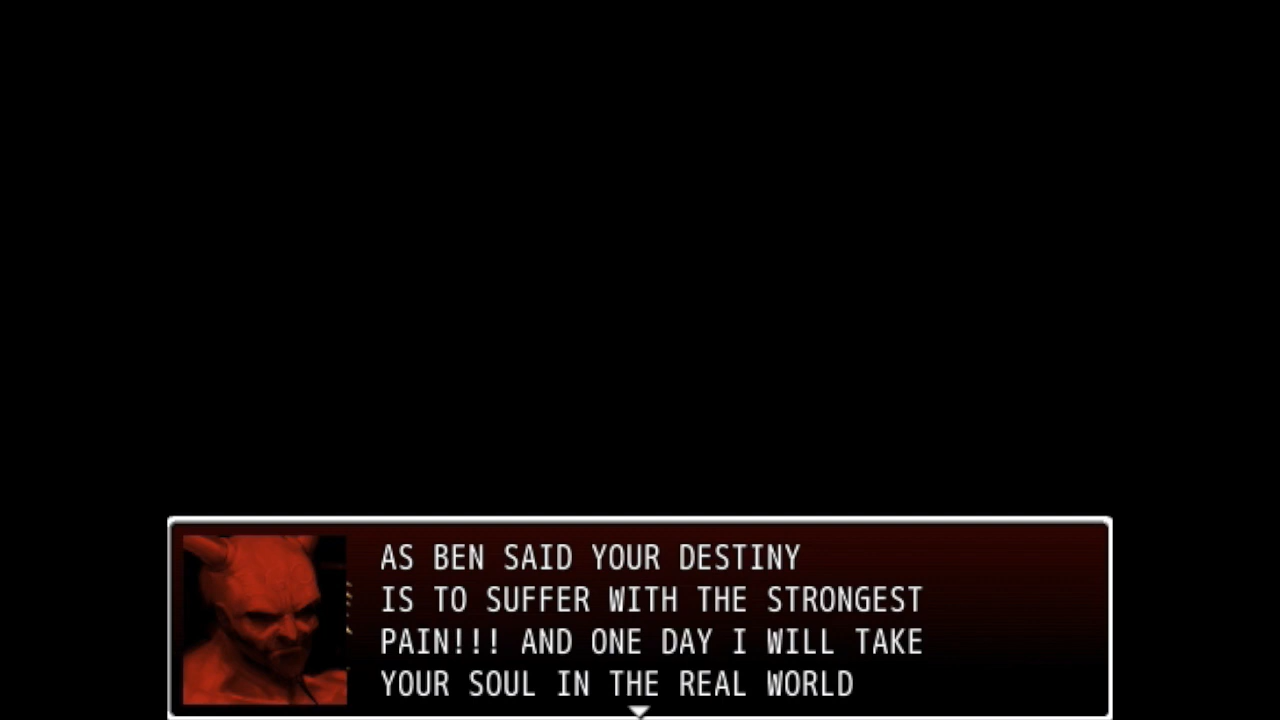 AS BEN SAID YOUR DESTINY
IS TO SUFFER WITH THE STRONGEST
PAIN!!! AND ONE DAY I WILL TAKE
YOUR SOUL IN THE REAL WORLD